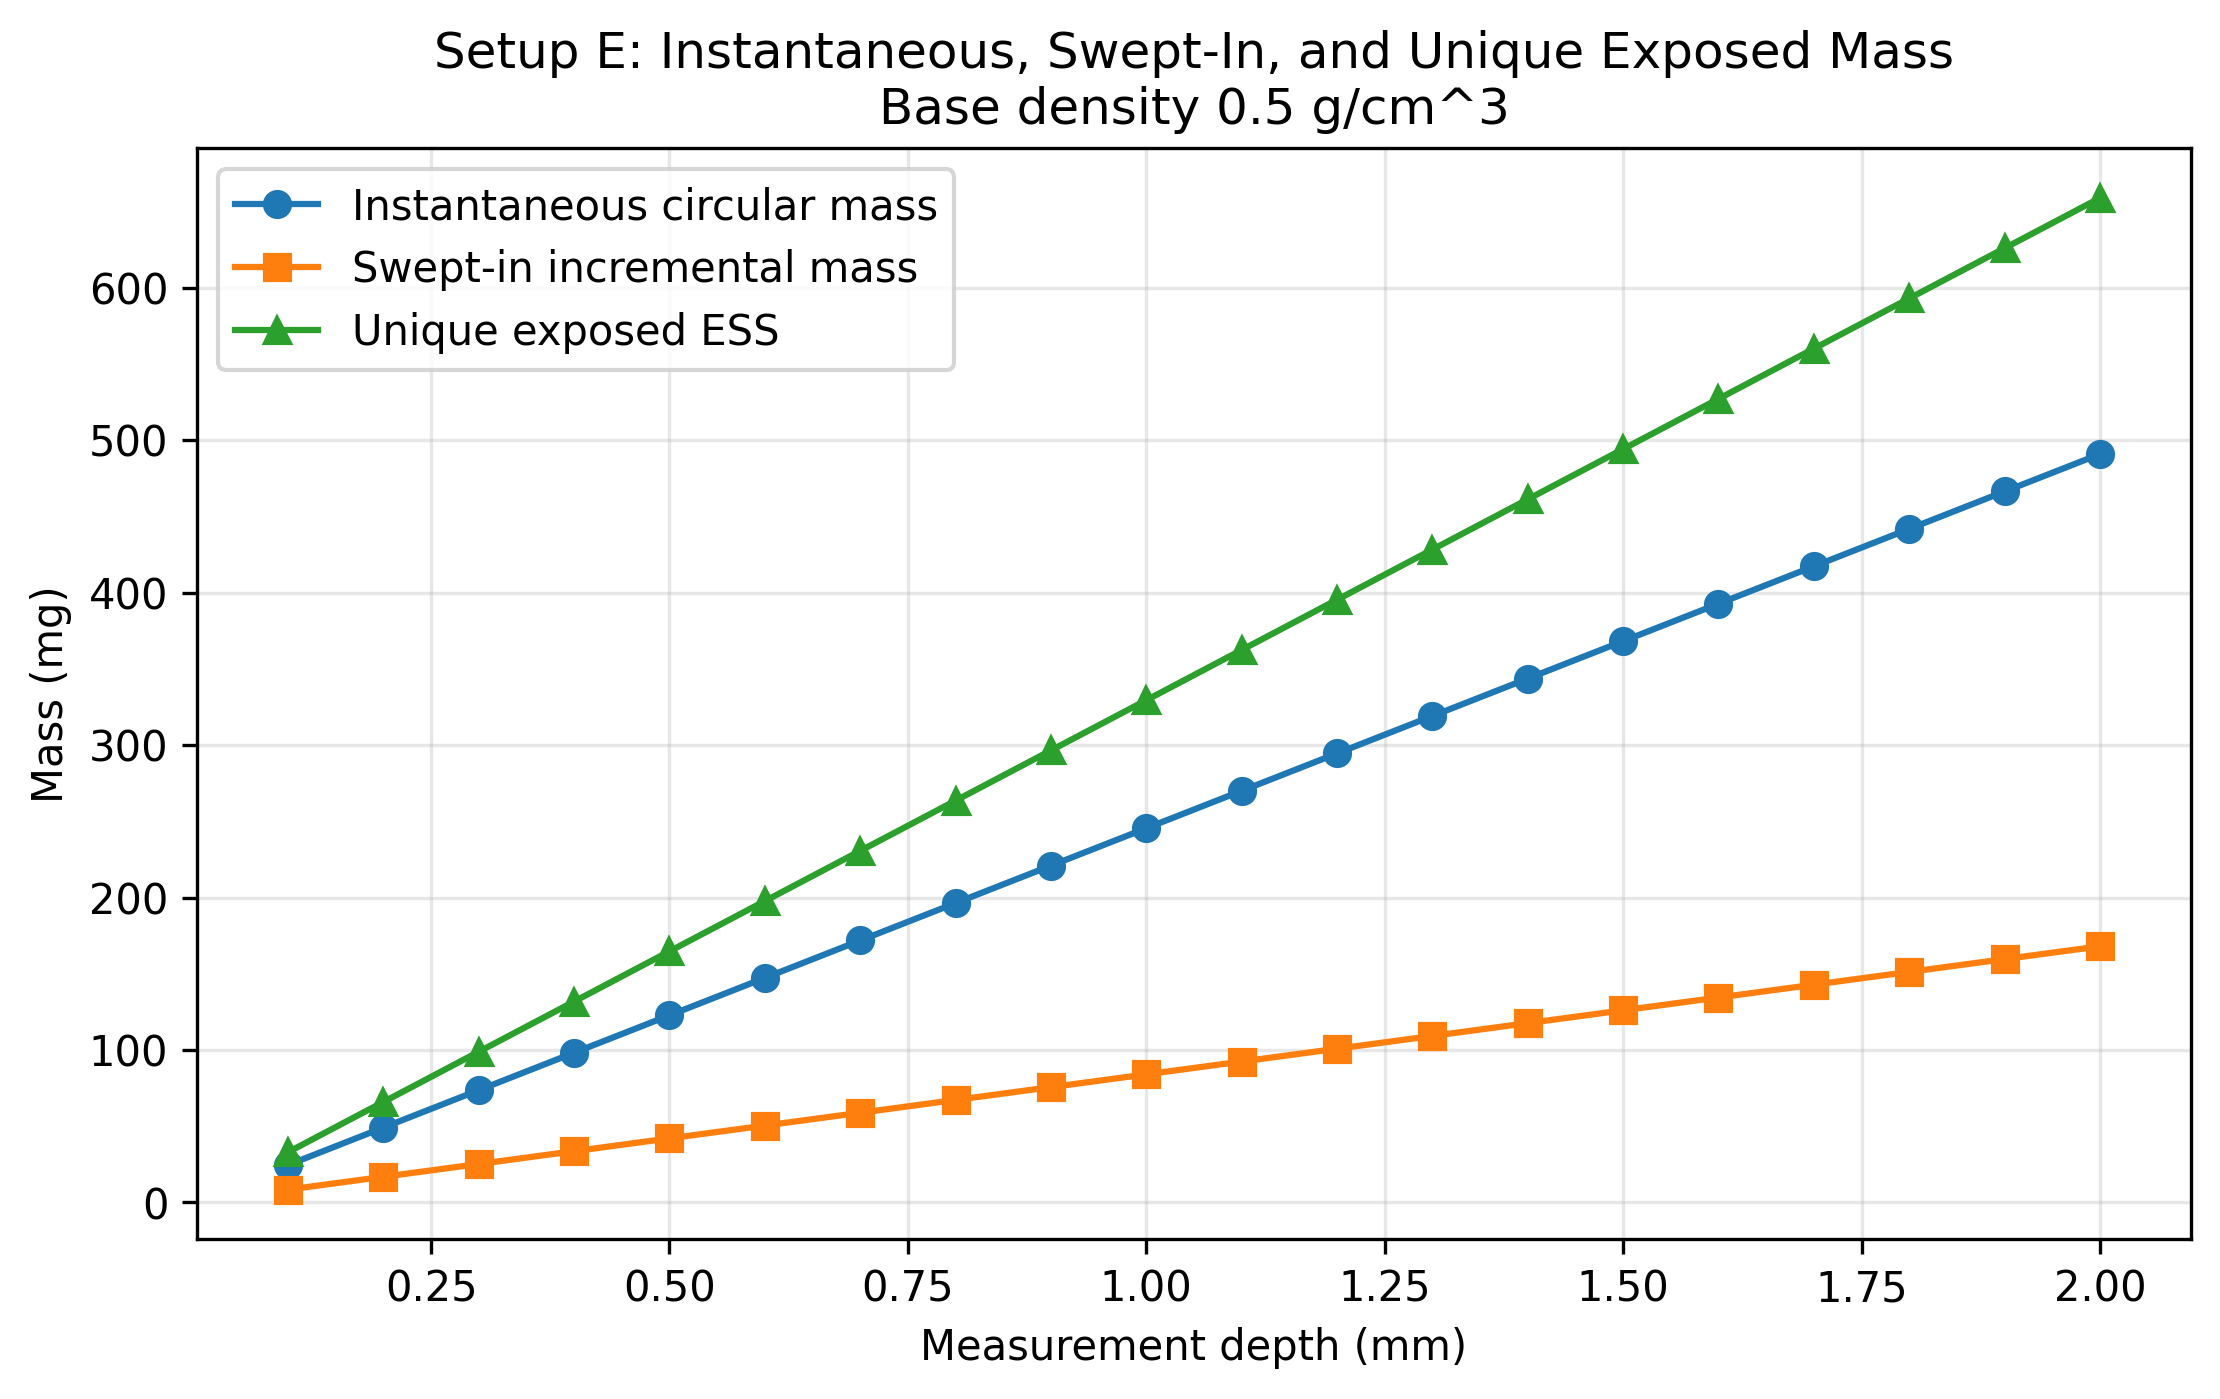 Setup E: Instantaneous, Swept-In, and Unique Exposed Mass
Base density 0.5 g/cm^3
Instantaneous circular mass
Swept-in incremental mass
Unique exposed ESS
Mass (mg)
600
500
400
300
200
100
0
0.25 0.50 0.75 1.00 1.25 1.50 1.75 2.00
Measurement depth (mm)